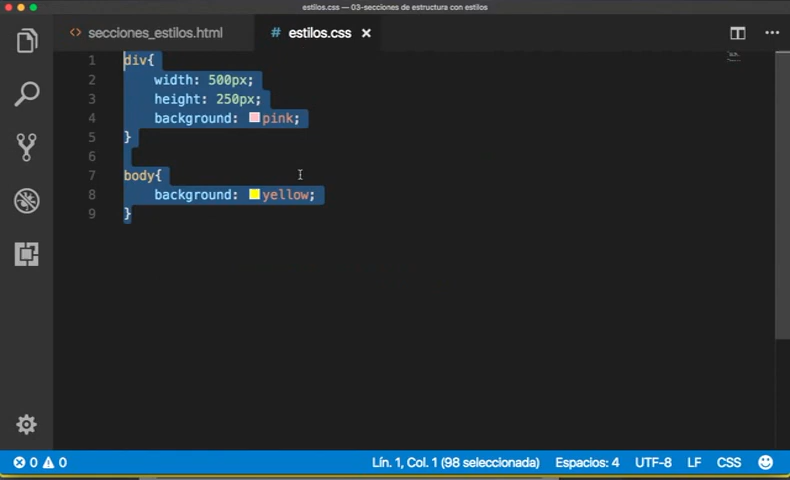 estilos.css — 03-secciones de estructura con estilos
<> secciones_estilos.html
# estilos.css ×
1 div{
2 width: 500px;
3 height: 250px;
4 background: pink;
5 }
6
7 body{
8 background: yellow;
9 }
0 0 Lín. 1, Col. 1 (98 seleccionada) Espacios: 4 UTF-8 LF CSS